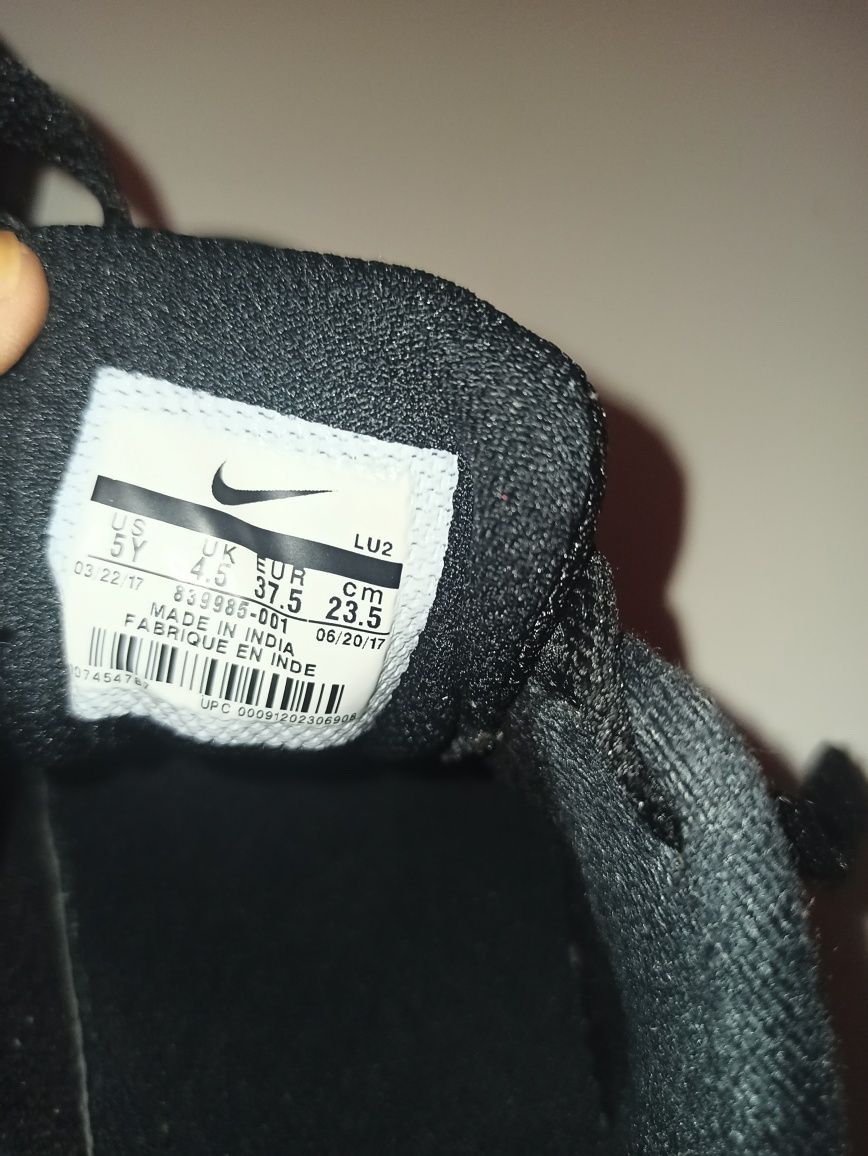 LU2
US UK EUR cm
5Y 4.5 37.5 23.5
03/22/17 839985-001 06/20/17
MADE IN INDIA
FABRIQUE EN INDE
UPC